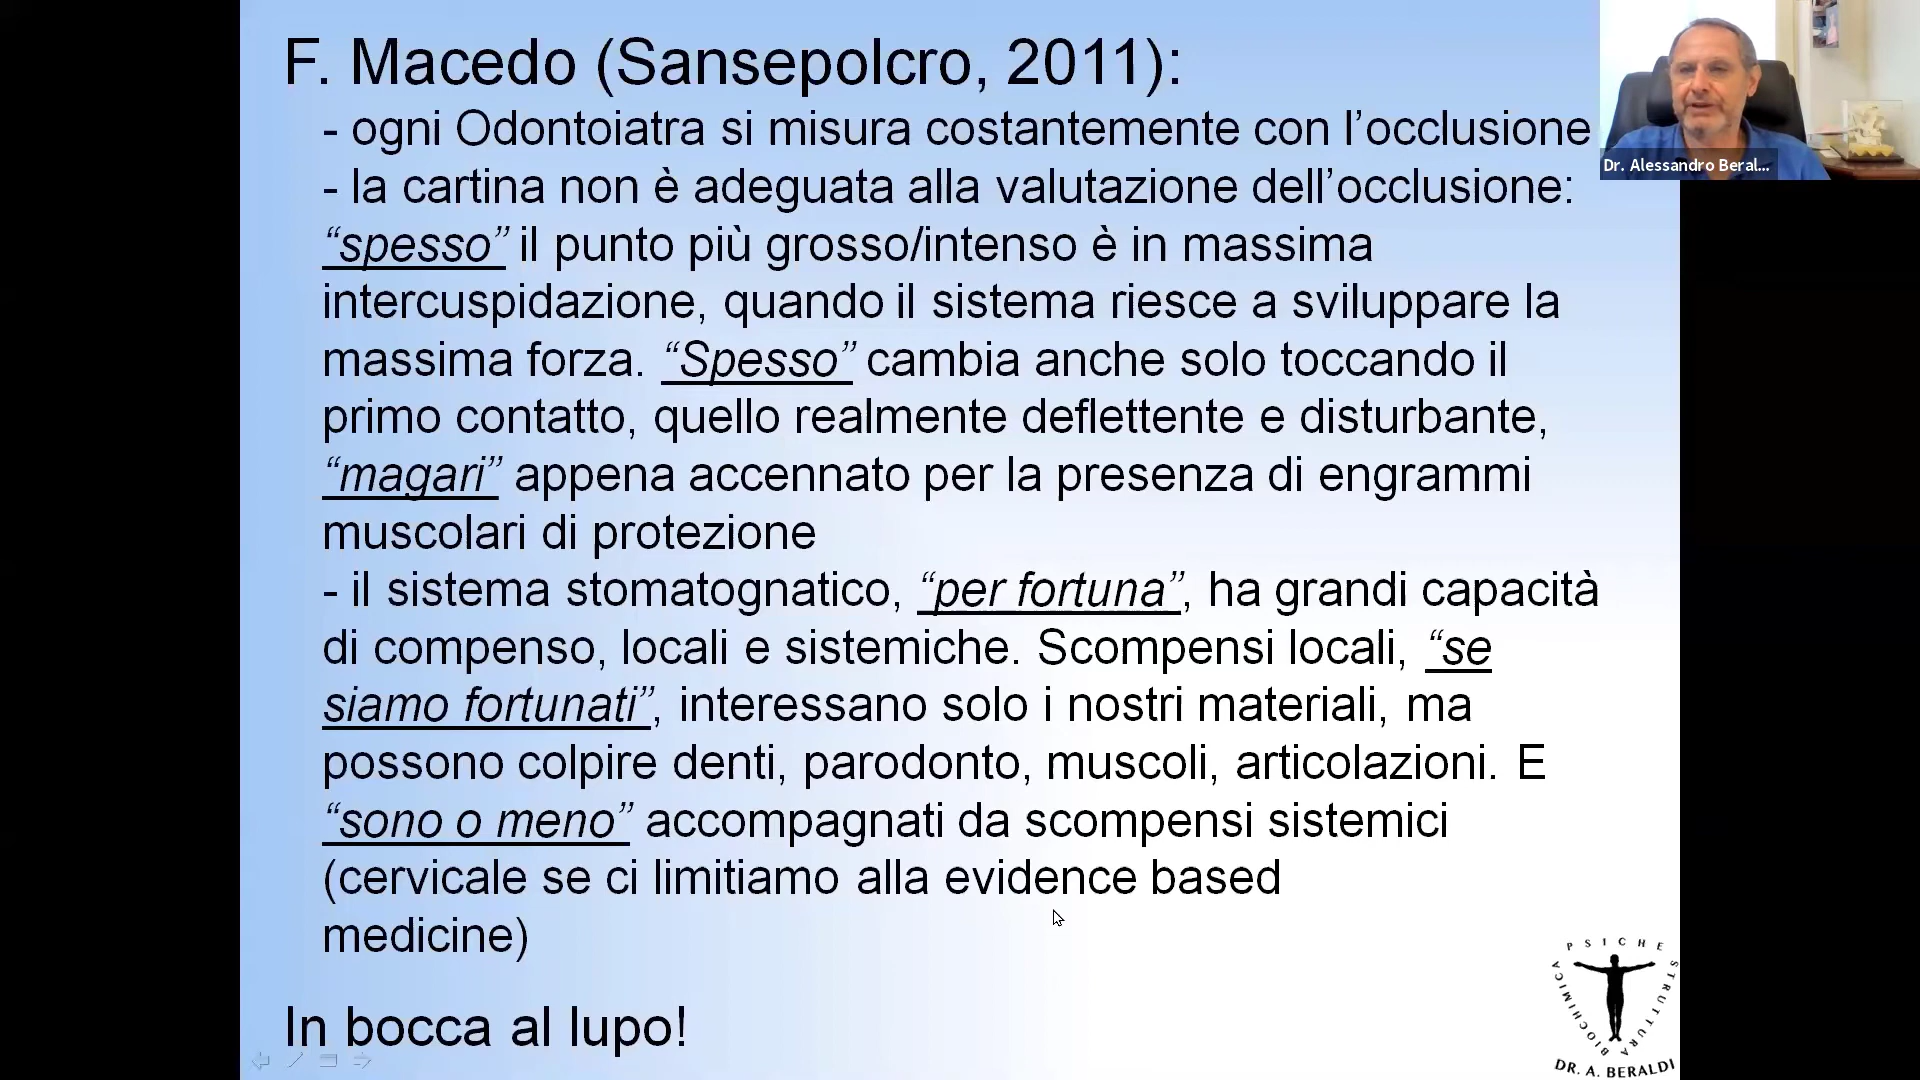 F. Macedo (Sansepolcro, 2011):
- ogni Odontoiatra si misura costantemente con l’occlusione
- la cartina non è adeguata alla valutazione dell’occlusione:
“spesso” il punto più grosso/intenso è in massima
intercuspidazione, quando il sistema riesce a sviluppare la
massima forza. “Spesso” cambia anche solo toccando il
primo contatto, quello realmente deflettente e disturbante,
“magari” appena accennato per la presenza di engrammi
muscolari di protezione
- il sistema stomatognatico, “per fortuna”, ha grandi capacità
di compenso, locali e sistemiche. Scompensi locali, “se
siamo fortunati”, interessano solo i nostri materiali, ma
possono colpire denti, parodonto, muscoli, articolazioni. E
“sono o meno” accompagnati da scompensi sistemici
(cervicale se ci limitiamo alla evidence based
medicine)
In bocca al lupo!
Dr. Alessandro Beral...
PSICHE
STRUTTURA
BIOCHIMICA
DR. A. BERALDI